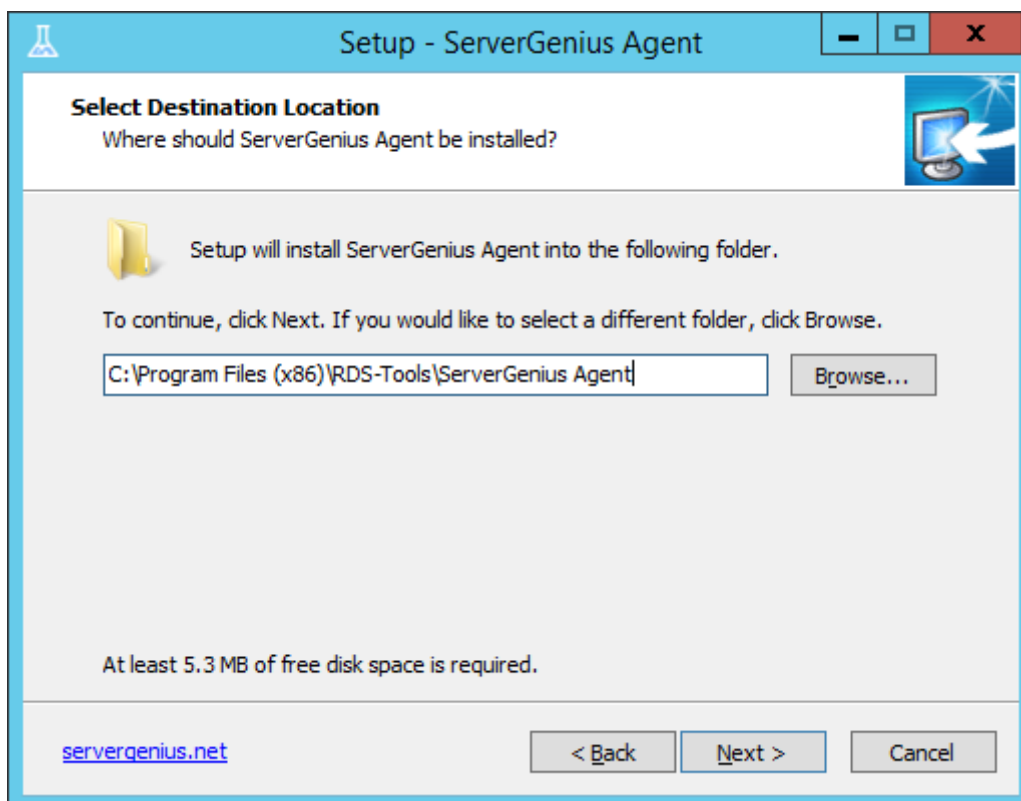 Setup - ServerGenius Agent
Select Destination Location
Where should ServerGenius Agent be installed?
Setup will install ServerGenius Agent into the following folder.
To continue, click Next. If you would like to select a different folder, click Browse.
C:\Program Files (x86)\RDS-Tools\ServerGenius Agent
Browse...
At least 5.3 MB of free disk space is required.
servergenius.net
< Back
Next >
Cancel